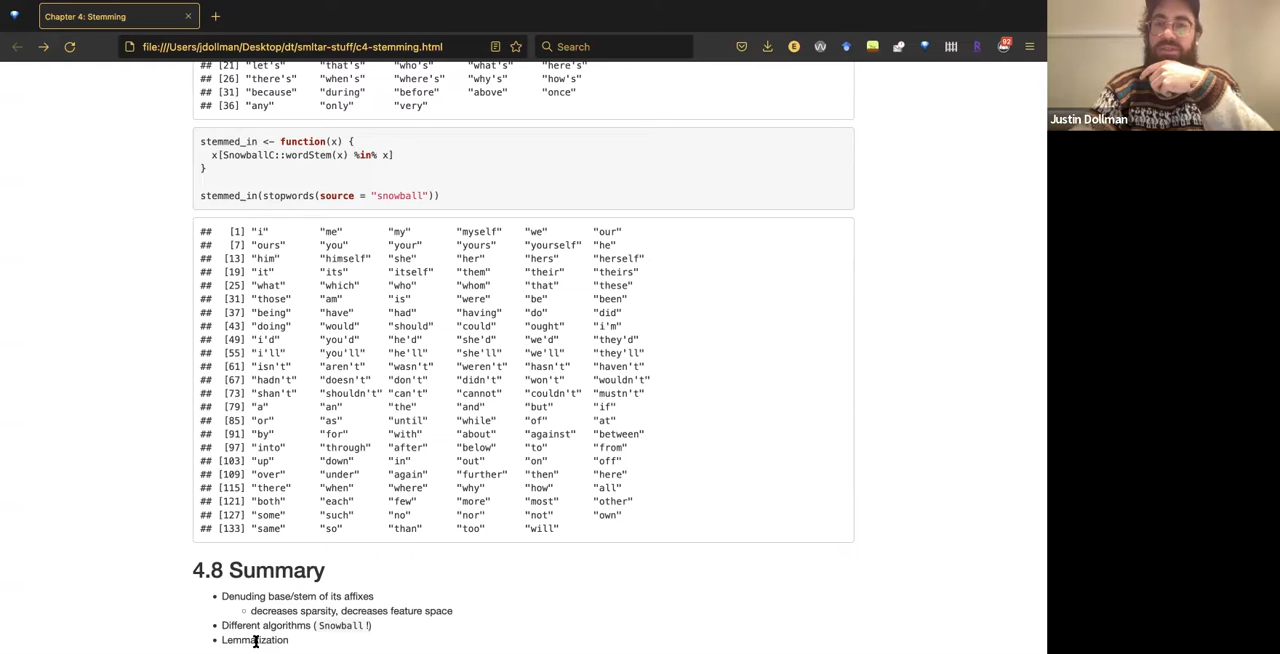 Chapter 4: Stemming
file:///Users/jdollman/Desktop/dt/smltar-stuff/c4-stemming.html
Search
92
## [21] "let's" "that's" "who's" "what's" "here's"
## [26] "there's" "when's" "where's" "why's" "how's"
## [31] "because" "during" "before" "above" "once"
## [36] "any" "only" "very"
stemmed_in <- function(x) {
x[SnowballC::wordStem(x) %in% x]
}
stemmed_in(stopwords(source = "snowball"))
## [1] "i" "me" "my" "myself" "we" "our"
## [7] "ours" "you" "your" "yours" "yourself" "he"
## [13] "him" "himself" "she" "her" "hers" "herself"
## [19] "it" "its" "itself" "them" "their" "theirs"
## [25] "what" "which" "who" "whom" "that" "these"
## [31] "those" "am" "is" "were" "be" "been"
## [37] "being" "have" "had" "having" "do" "did"
## [43] "doing" "would" "should" "could" "ought" "i'm"
## [49] "i'd" "you'd" "he'd" "she'd" "we'd" "they'd"
## [55] "i'll" "you'll" "he'll" "she'll" "we'll" "they'll"
## [61] "isn't" "aren't" "wasn't" "weren't" "hasn't" "haven't"
## [67] "hadn't" "doesn't" "don't" "didn't" "won't" "wouldn't"
## [73] "shan't" "shouldn't" "can't" "cannot" "couldn't" "mustn't"
## [79] "a" "an" "the" "and" "but" "if"
## [85] "or" "as" "until" "while" "of" "at"
## [91] "by" "for" "with" "about" "against" "between"
## [97] "into" "through" "after" "below" "to" "from"
## [103] "up" "down" "in" "out" "on" "off"
## [109] "over" "under" "again" "further" "then" "here"
## [115] "there" "when" "where" "why" "how" "all"
## [121] "both" "each" "few" "more" "most" "other"
## [127] "some" "such" "no" "nor" "not" "own"
## [133] "same" "so" "than" "too" "will"
4.8 Summary
Denuding base/stem of its affixes
decreases sparsity, decreases feature space
Different algorithms ( Snowball !)
Lemmatization
Justin Dollman